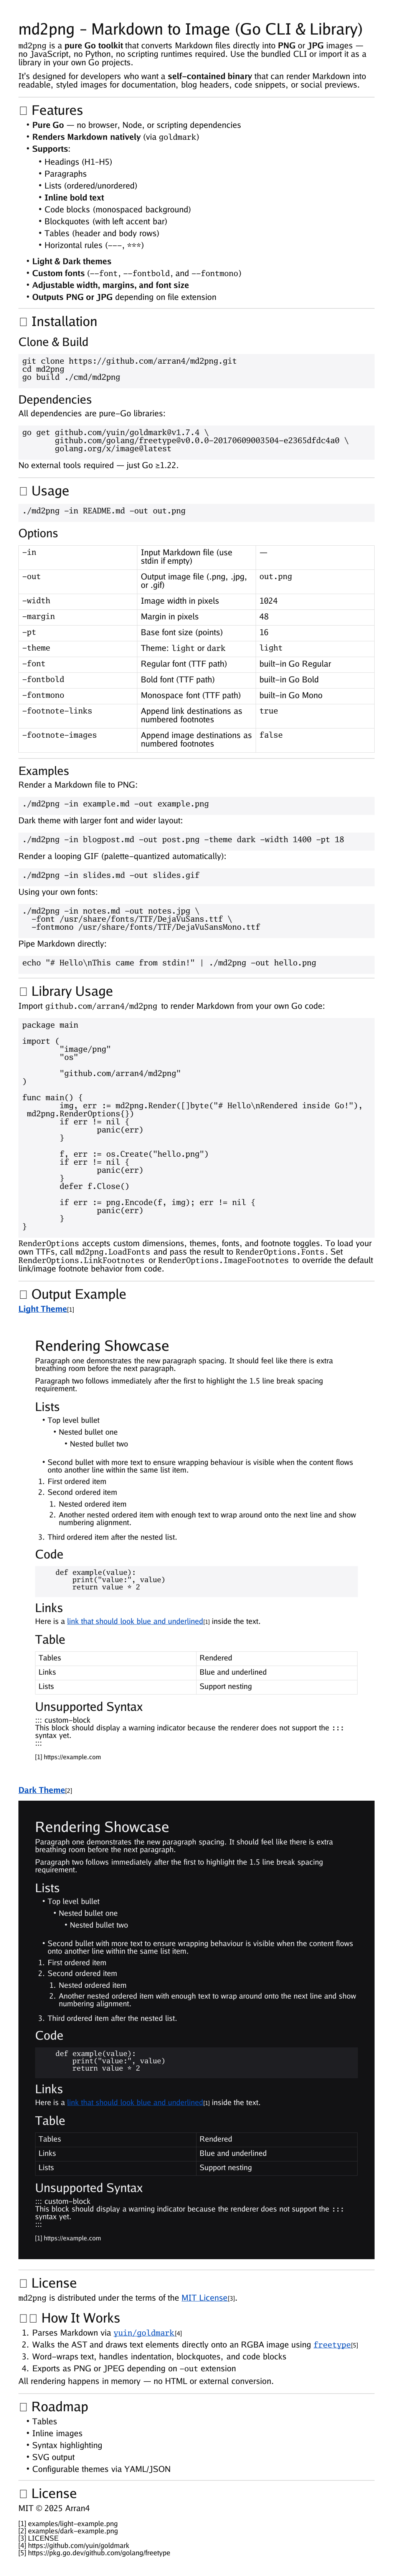 md2png – Markdown to Image (Go CLI & Library)
md2png is a pure Go toolkit that converts Markdown files directly into PNG or JPG images —
no JavaScript, no Python, no scripting runtimes required. Use the bundled CLI or import it as a
library in your own Go projects.
It's designed for developers who want a self-contained binary that can render Markdown into
readable, styled images for documentation, blog headers, code snippets, or social previews.
Features
• Pure Go — no browser, Node, or scripting dependencies
• Renders Markdown natively (via goldmark)
• Supports:
• Headings (H1–H5)
• Paragraphs
• Lists (ordered/unordered)
• Inline bold text
• Code blocks (monospaced background)
• Blockquotes (with left accent bar)
• Tables (header and body rows)
• Horizontal rules (---, ***)
• Light & Dark themes
• Custom fonts (--font, --fontbold, and --fontmono)
• Adjustable width, margins, and font size
• Outputs PNG or JPG depending on file extension
Installation
Clone & Build
git clone https://github.com/arran4/md2png.git
cd md2png
go build ./cmd/md2png
Dependencies
All dependencies are pure-Go libraries:
go get github.com/yuin/goldmark@v1.7.4 \
github.com/golang/freetype@v0.0.0-20170609003504-e2365dfdc4a0 \
golang.org/x/image@latest
No external tools required — just Go ≥1.22.
Usage
./md2png -in README.md -out out.png
Options
-in Input Markdown file (use —
stdin if empty)
-out Output image file (.png, .jpg, out.png
or .gif)
-width Image width in pixels 1024
-margin Margin in pixels 48
-pt Base font size (points) 16
-theme Theme: light or dark light
-font Regular font (TTF path) built-in Go Regular
-fontbold Bold font (TTF path) built-in Go Bold
-fontmono Monospace font (TTF path) built-in Go Mono
-footnote-links Append link destinations as true
numbered footnotes
-footnote-images Append image destinations as false
numbered footnotes
Examples
Render a Markdown file to PNG:
./md2png -in example.md -out example.png
Dark theme with larger font and wider layout:
./md2png -in blogpost.md -out post.png -theme dark -width 1400 -pt 18
Render a looping GIF (palette-quantized automatically):
./md2png -in slides.md -out slides.gif
Using your own fonts:
./md2png -in notes.md -out notes.jpg \
-font /usr/share/fonts/TTF/DejaVuSans.ttf \
-fontmono /usr/share/fonts/TTF/DejaVuSansMono.ttf
Pipe Markdown directly:
echo "# Hello\nThis came from stdin!" | ./md2png -out hello.png
Library Usage
Import github.com/arran4/md2png to render Markdown from your own Go code:
package main
import (
"image/png"
"os"
"github.com/arran4/md2png"
)
func main() {
img, err := md2png.Render([]byte("# Hello\nRendered inside Go!"),
md2png.RenderOptions{})
if err != nil {
panic(err)
}
f, err := os.Create("hello.png")
if err != nil {
panic(err)
}
defer f.Close()
if err := png.Encode(f, img); err != nil {
panic(err)
}
}
RenderOptions accepts custom dimensions, themes, fonts, and footnote toggles. To load your
own TTFs, call md2png.LoadFonts and pass the result to RenderOptions.Fonts. Set
RenderOptions.LinkFootnotes or RenderOptions.ImageFootnotes to override the default
link/image footnote behavior from code.
Output Example
Light Theme[1]
Rendering Showcase
Paragraph one demonstrates the new paragraph spacing. It should feel like there is extra
breathing room before the next paragraph.
Paragraph two follows immediately after the first to highlight the 1.5 line break spacing
requirement.
Lists
• Top level bullet
• Nested bullet one
• Nested bullet two
• Second bullet with more text to ensure wrapping behaviour is visible when the content flows
onto another line within the same list item.
1. First ordered item
2. Second ordered item
1. Nested ordered item
2. Another nested ordered item with enough text to wrap around onto the next line and show
numbering alignment.
3. Third ordered item after the nested list.
Code
def example(value):
print("value:", value)
return value * 2
Links
Here is a link that should look blue and underlined[1] inside the text.
Table
Tables Rendered
Links Blue and underlined
Lists Support nesting
Unsupported Syntax
::: custom-block
This block should display a warning indicator because the renderer does not support the :::
syntax yet.
:::
[1] https://example.com
Dark Theme[2]
Rendering Showcase
Paragraph one demonstrates the new paragraph spacing. It should feel like there is extra
breathing room before the next paragraph.
Paragraph two follows immediately after the first to highlight the 1.5 line break spacing
requirement.
Lists
• Top level bullet
• Nested bullet one
• Nested bullet two
• Second bullet with more text to ensure wrapping behaviour is visible when the content flows
onto another line within the same list item.
1. First ordered item
2. Second ordered item
1. Nested ordered item
2. Another nested ordered item with enough text to wrap around onto the next line and show
numbering alignment.
3. Third ordered item after the nested list.
Code
def example(value):
print("value:", value)
return value * 2
Links
Here is a link that should look blue and underlined[1] inside the text.
Table
Tables Rendered
Links Blue and underlined
Lists Support nesting
Unsupported Syntax
::: custom-block
This block should display a warning indicator because the renderer does not support the :::
syntax yet.
:::
[1] https://example.com
License
md2png is distributed under the terms of the MIT License[3].
How It Works
1. Parses Markdown via yuin/goldmark[4]
2. Walks the AST and draws text elements directly onto an RGBA image using freetype[5]
3. Word-wraps text, handles indentation, blockquotes, and code blocks
4. Exports as PNG or JPEG depending on -out extension
All rendering happens in memory — no HTML or external conversion.
Roadmap
• Tables
• Inline images
• Syntax highlighting
• SVG output
• Configurable themes via YAML/JSON
License
MIT © 2025 Arran4
[1] examples/light-example.png
[2] examples/dark-example.png
[3] LICENSE
[4] https://github.com/yuin/goldmark
[5] https://pkg.go.dev/github.com/golang/freetype